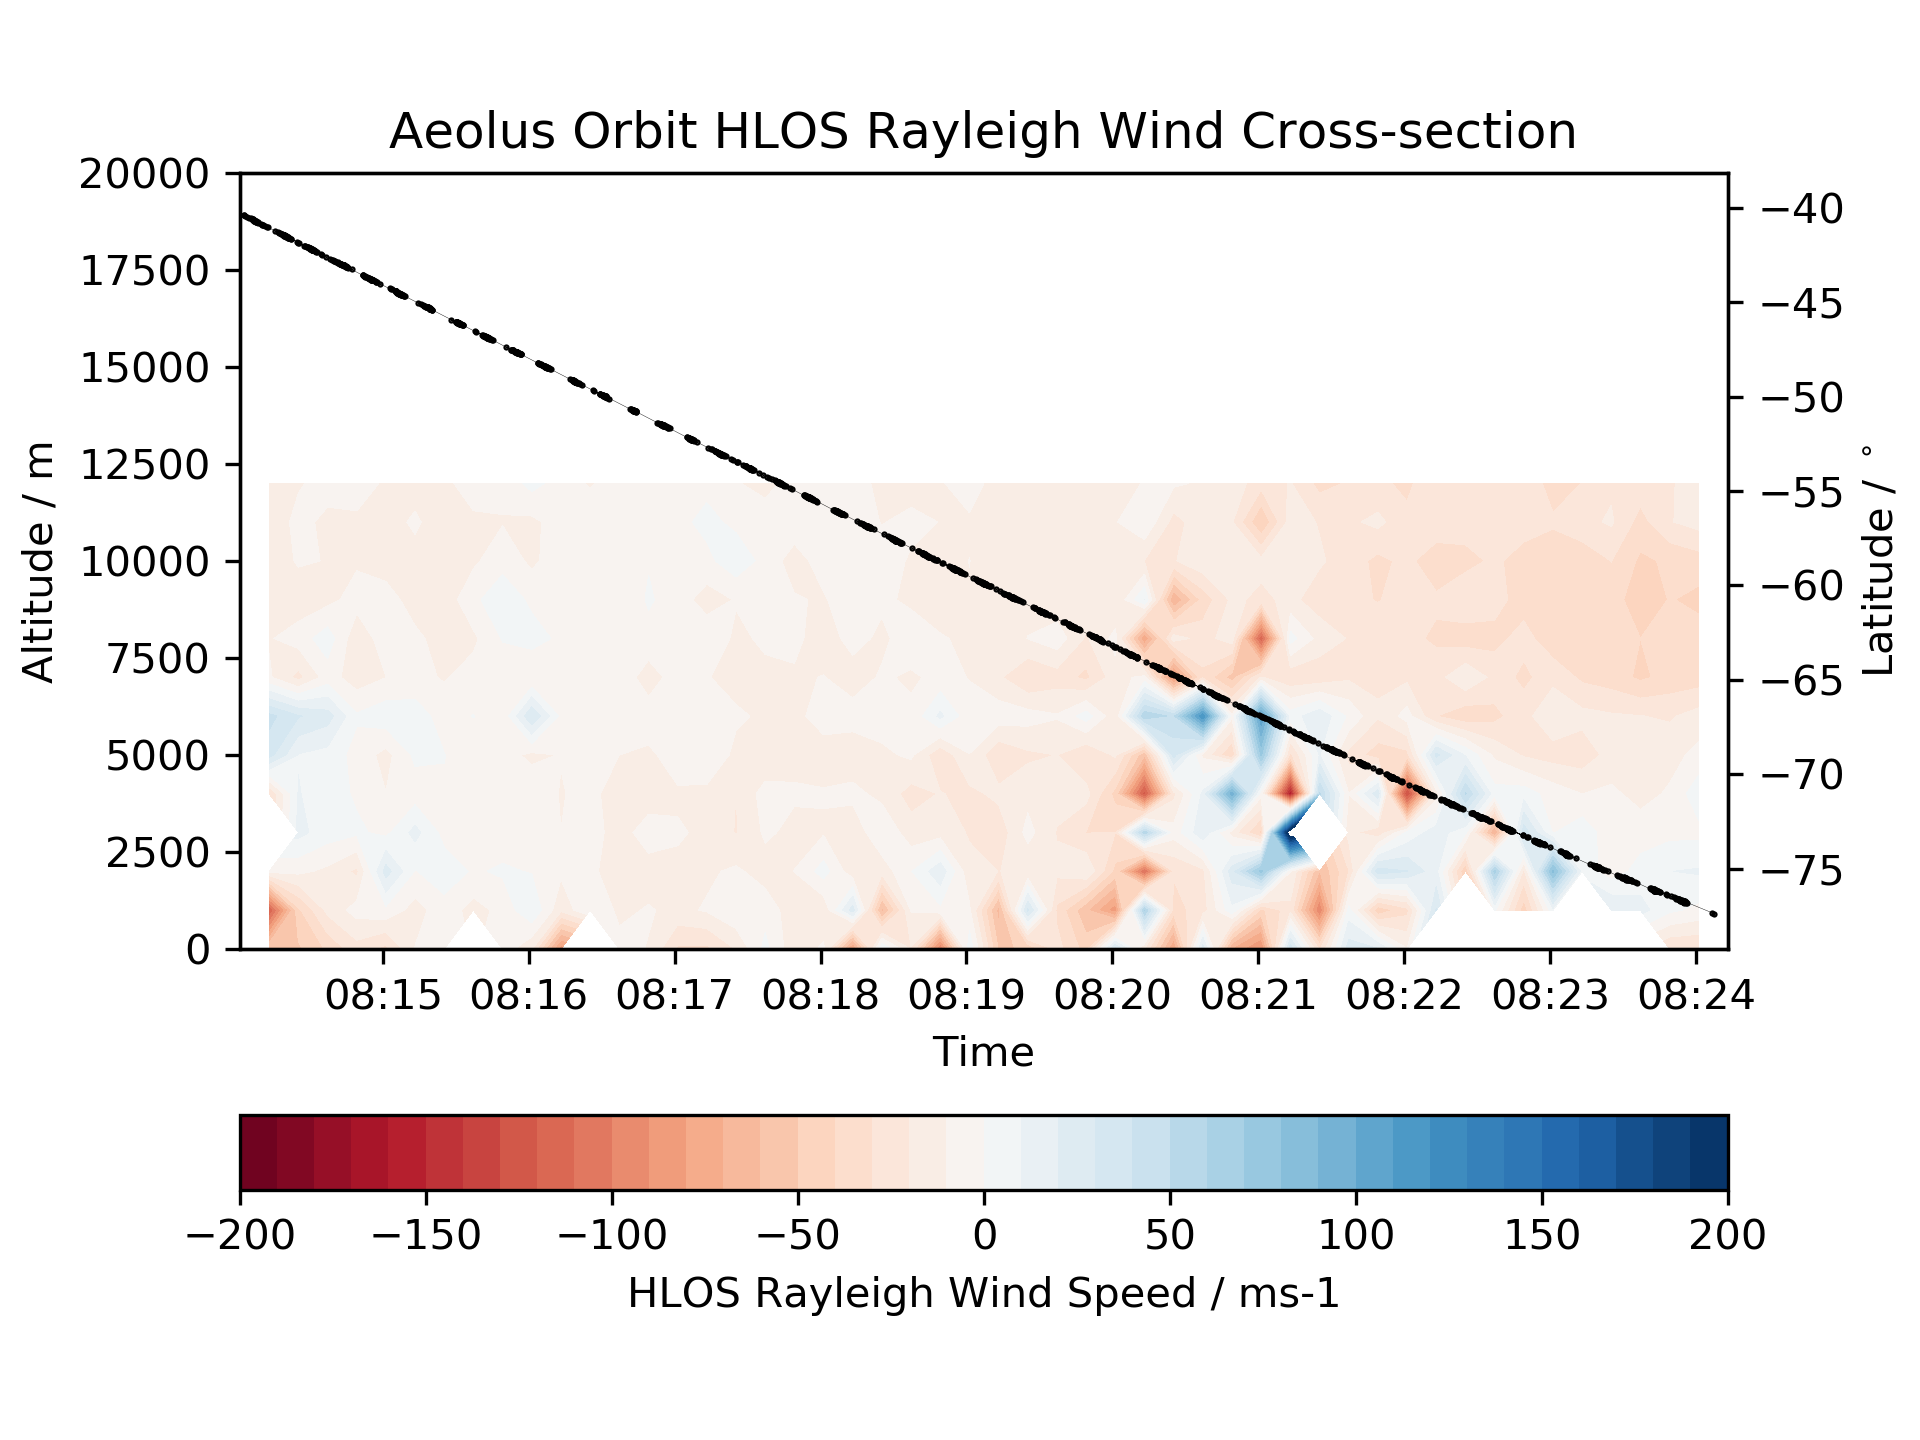 Aeolus Orbit HLOS Rayleigh Wind Cross-section
20000
17500
15000
12500
10000
7500
5000
2500
0
Altitude / m
−40
−45
−50
−55
−60
−65
−70
−75
Latitude / °
08:15 08:16 08:17 08:18 08:19 08:20 08:21 08:22 08:23 08:24
Time
−200 −150 −100 −50 0 50 100 150 200
HLOS Rayleigh Wind Speed / ms-1